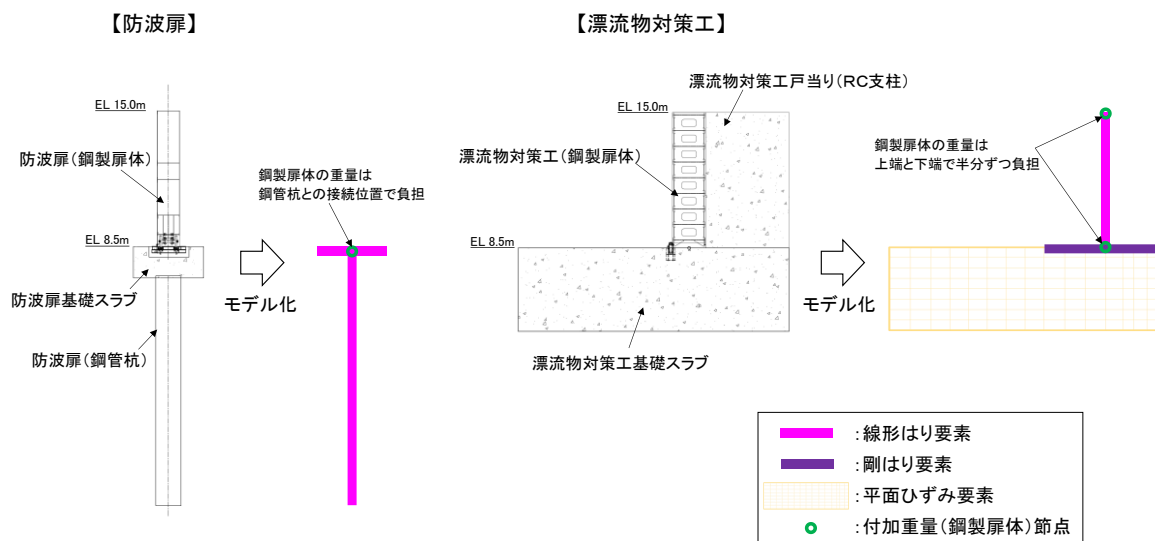 【防波扉】
EL 15.0m
防波扉(鋼製扉体)
EL 8.5m
防波扉基礎スラブ
防波扉(鋼管杭)
モデル化
鋼製扉体の重量は
鋼管杭との接続位置で負担
【漂流物対策工】
漂流物対策工戸当り(RC支柱)
EL 15.0m
漂流物対策工(鋼製扉体)
EL 8.5m
漂流物対策工基礎スラブ
モデル化
鋼製扉体の重量は
上端と下端で半分ずつ負担
:線形はり要素
:剛はり要素
:平面ひずみ要素
:付加重量(鋼製扉体)節点